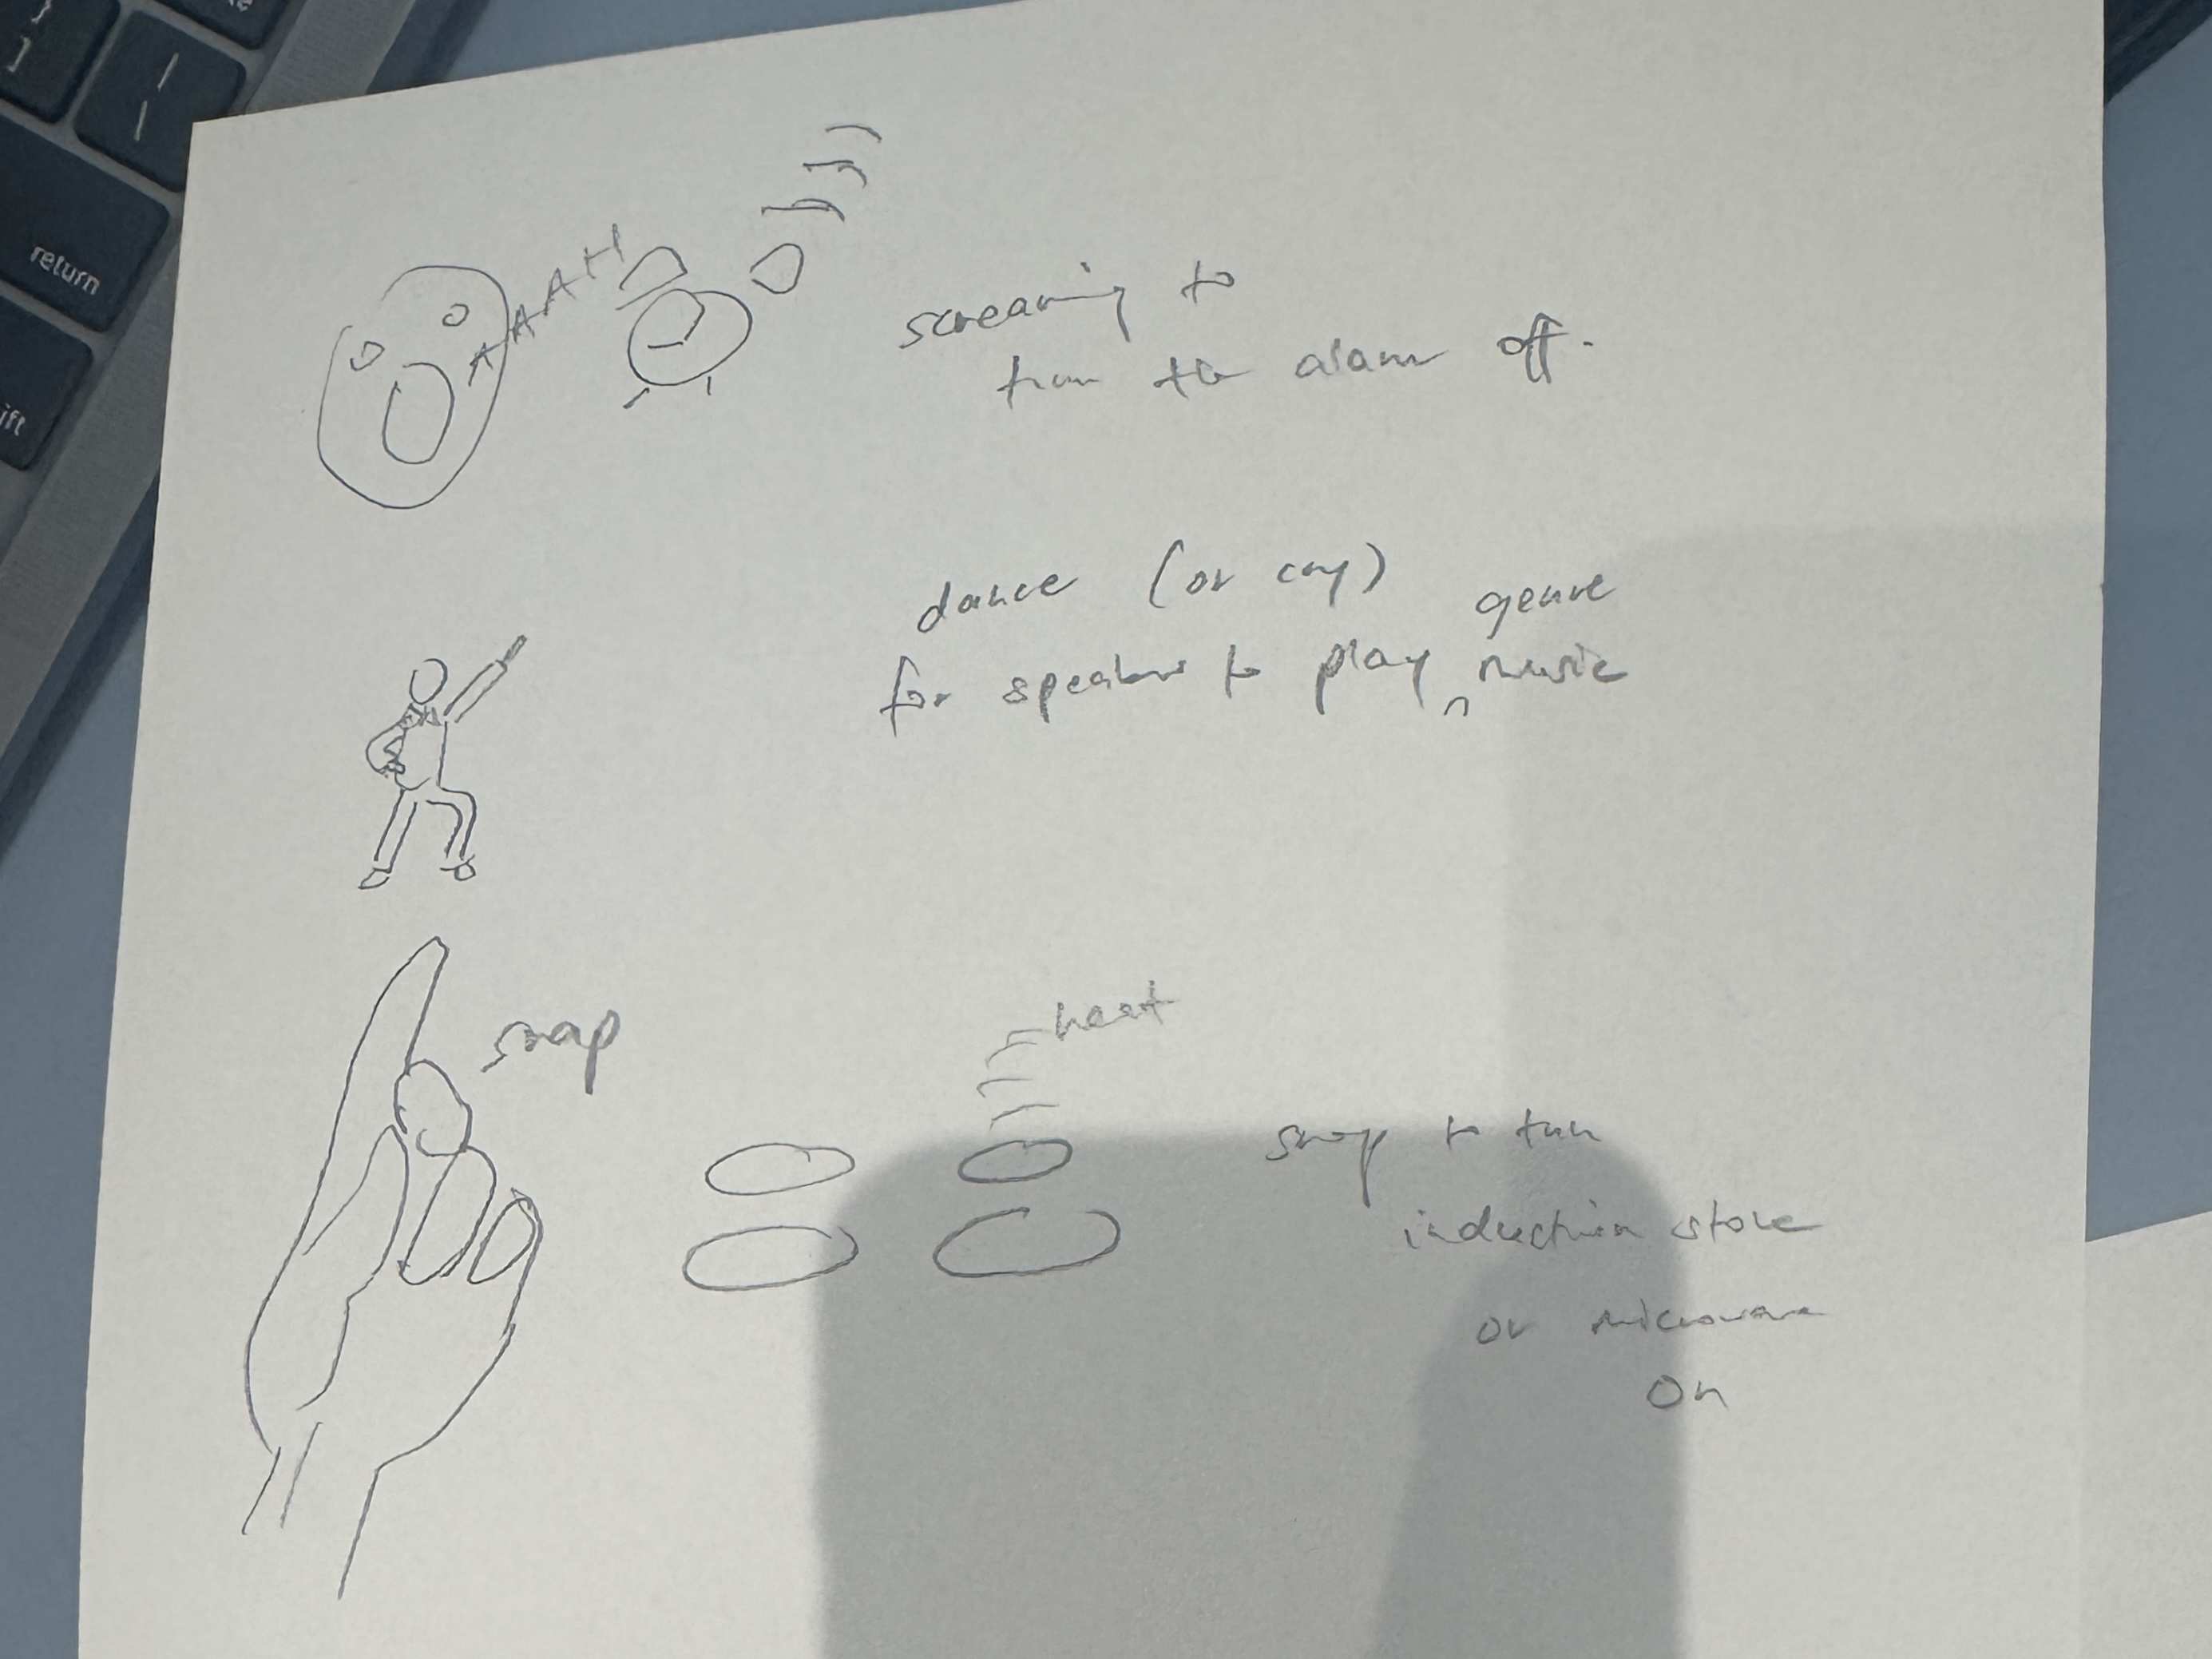 }
]
|
\
return
ift
AAAAH
screaming to
turn the alarm off.
dance (or cry) genre
for speaker to play ^ music
snap
heat
snap to turn
induction stove
or microwave
on